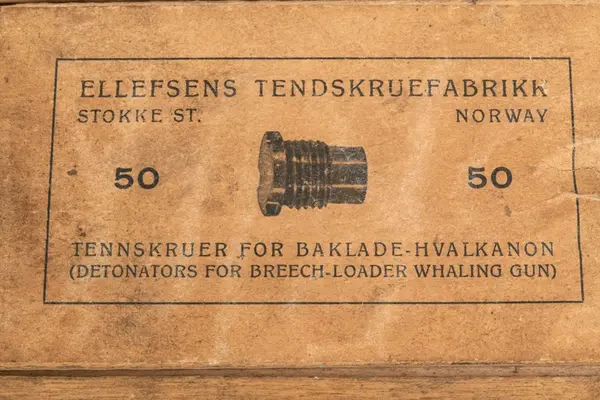 ELLEFSENS TENDSKRUEFABRIKK
STOKKE ST. NORWAY
50 50
TENNSKRUER FOR BAKLADE-HVALKANON
(DETONATORS FOR BREECH-LOADER WHALING GUN)